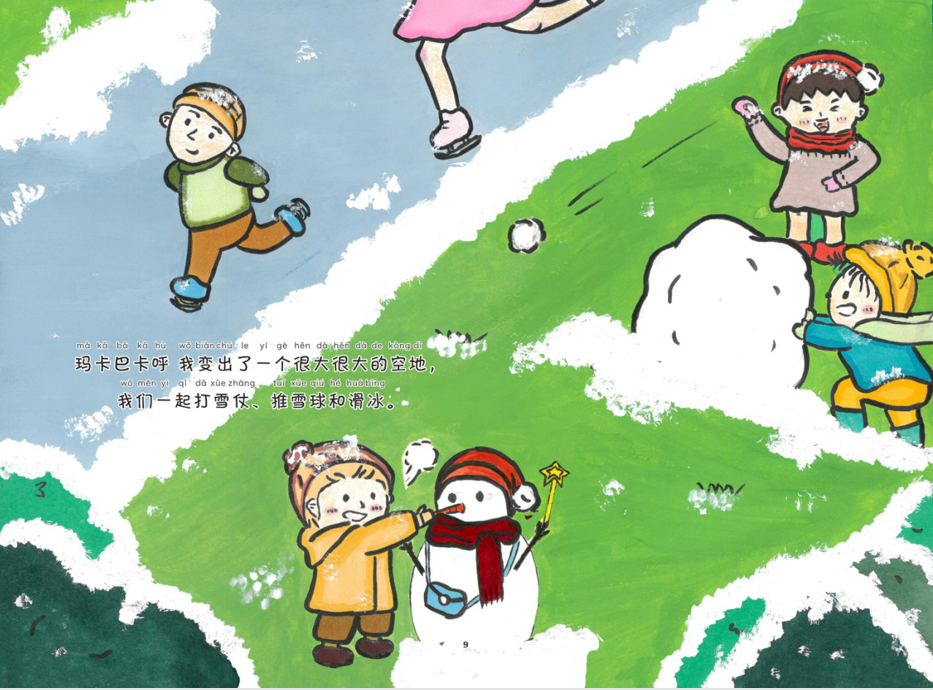 mǎ kǎ bā kǎ hū wǒ biàn chū le yí gè hěn dà hěn dà de kòng dì
玛卡巴卡呼 我变出了一个很大很大的空地，
wǒ mēn yì qǐ dǎ xuě zhàng tuī xuě qiú hé huá bīng
我们一起打雪仗、推雪球和滑冰。
3
9